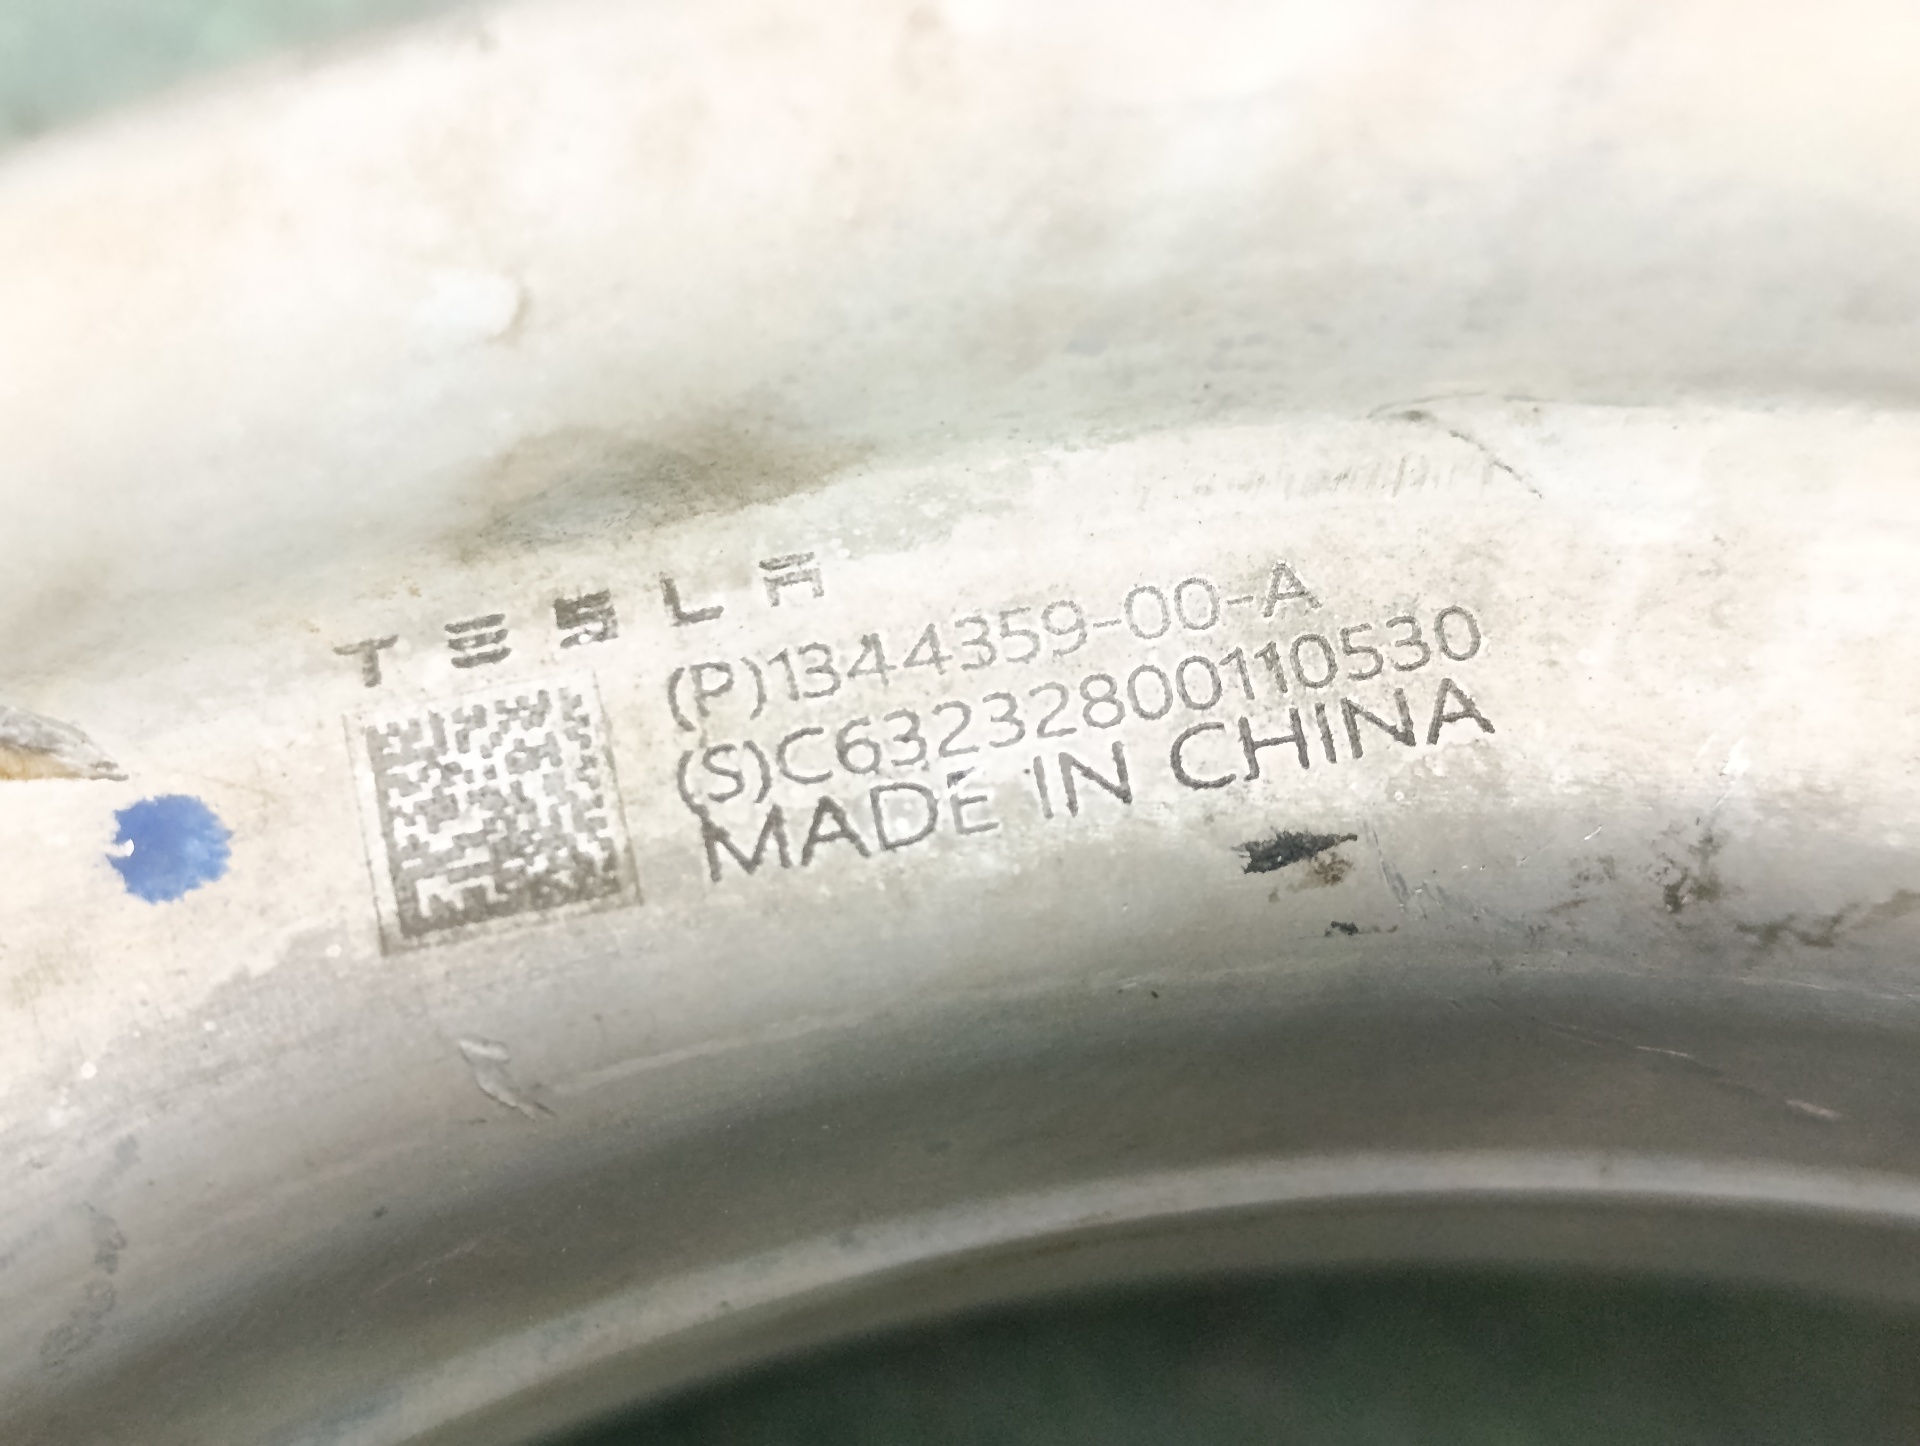 TESLA
(P)1344359-00-A
(S)C63232800110530
MADE IN CHINA